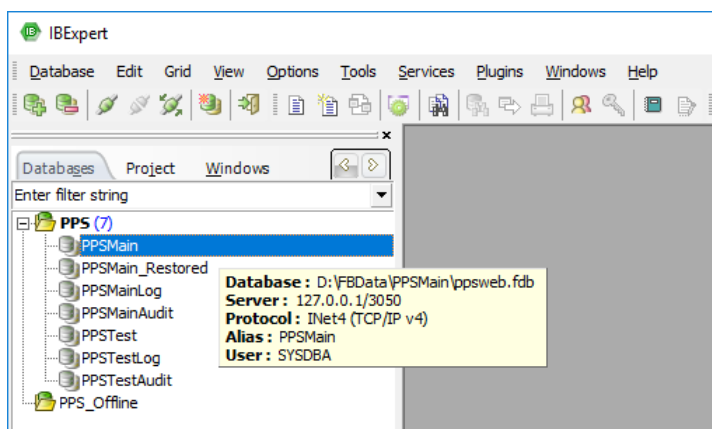 IBExpert
Database Edit Grid View Options Tools Services Plugins Windows Help
Databases Project Windows
Enter filter string
PPS (7)
PPSMain
PPSMain_Restored
PPSMainLog
PPSMainAudit
PPSTest
PPSTestLog
PPSTestAudit
PPS_Offline
Database : D:\FBData\PPSMain\ppsweb.fdb
Server : 127.0.0.1/3050
Protocol : INet4 (TCP/IP v4)
Alias : PPSMain
User : SYSDBA